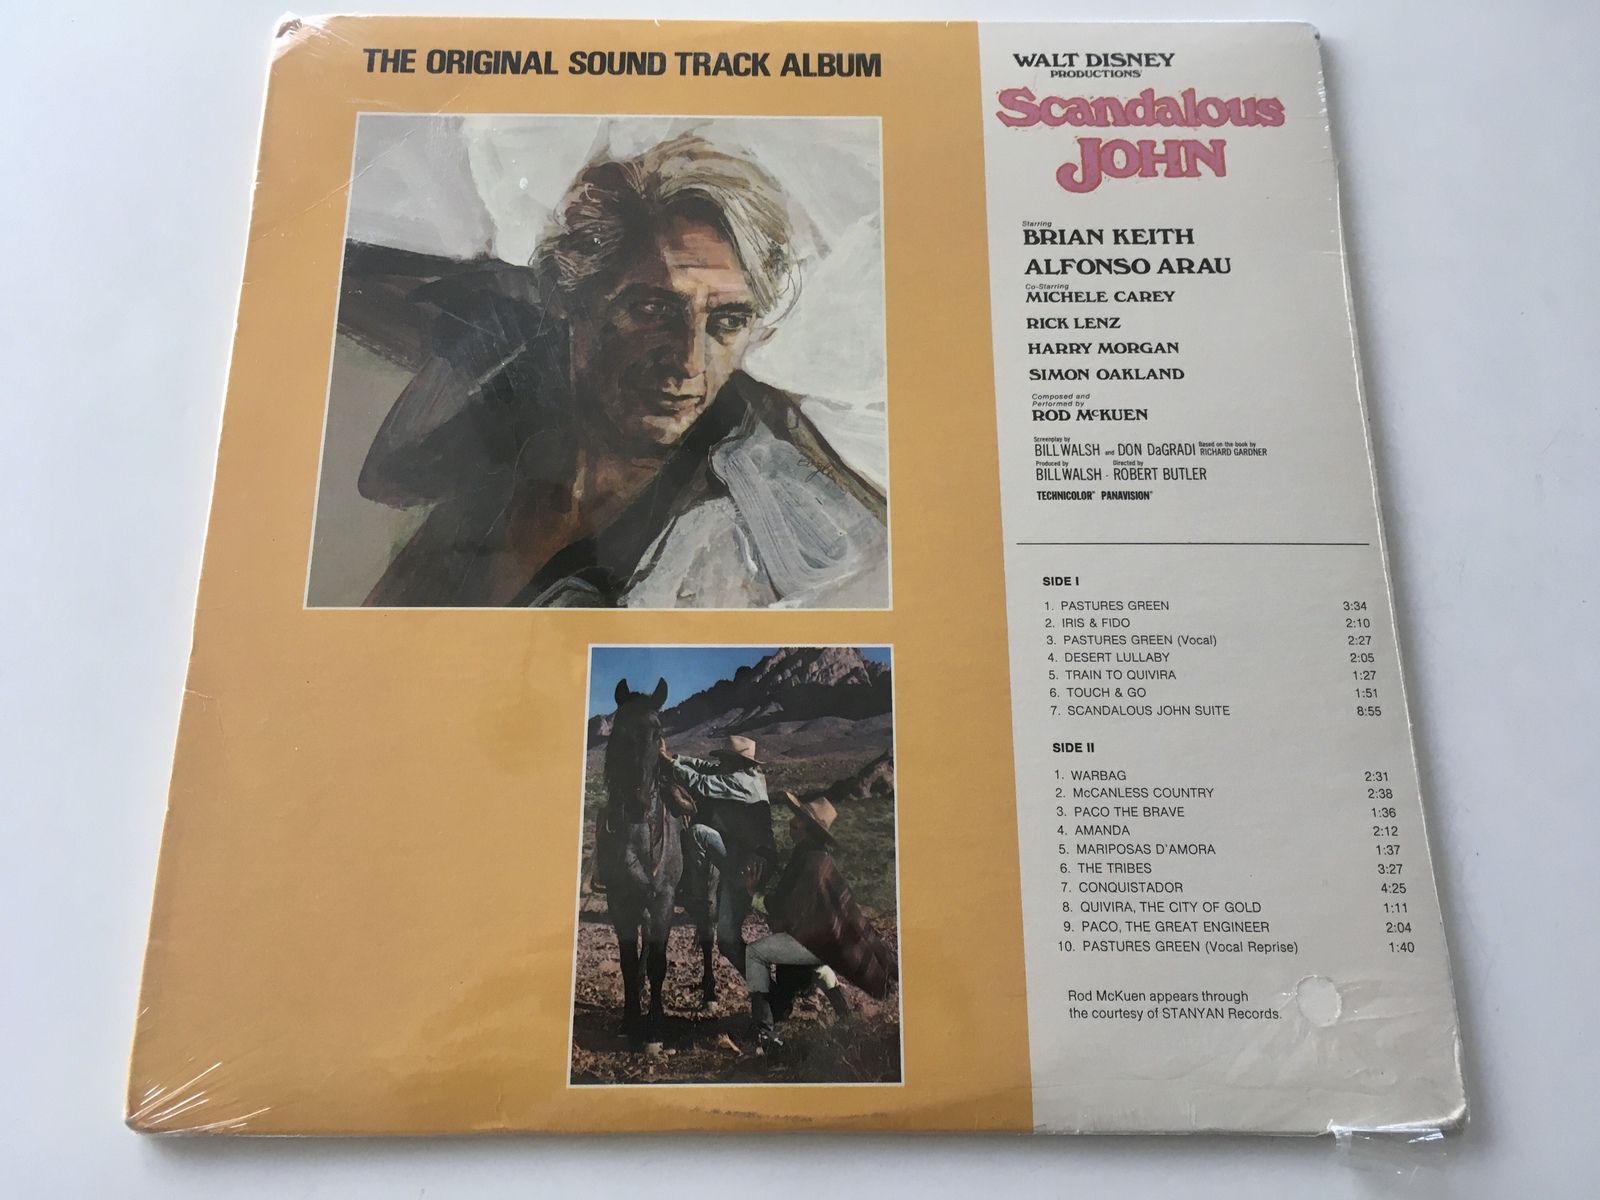 THE ORIGINAL SOUND TRACK ALBUM
WALT DISNEY
PRODUCTIONS'
Scandalous
JOHN
Starring
BRIAN KEITH
ALFONSO ARAU
Co-Starring
MICHELE CAREY
RICK LENZ
HARRY MORGAN
SIMON OAKLAND
Composed and
Performed by
ROD McKUEN
Screenplay by
BILL WALSH and DON DaGRADI Based on the book by RICHARD GARDNER
Produced by Directed by
BILL WALSH · ROBERT BUTLER
TECHNICOLOR® PANAVISION®
SIDE I
1. PASTURES GREEN 3:34
2. IRIS & FIDO 2:10
3. PASTURES GREEN (Vocal) 2:27
4. DESERT LULLABY 2:05
5. TRAIN TO QUIVIRA 1:27
6. TOUCH & GO 1:51
7. SCANDALOUS JOHN SUITE 8:55
SIDE II
1. WARBAG 2:31
2. McCANLESS COUNTRY 2:38
3. PACO THE BRAVE 1:36
4. AMANDA 2:12
5. MARIPOSAS D'AMORA 1:37
6. THE TRIBES 3:27
7. CONQUISTADOR 4:25
8. QUIVIRA, THE CITY OF GOLD 1:11
9. PACO, THE GREAT ENGINEER 2:04
10. PASTURES GREEN (Vocal Reprise) 1:40
Rod McKuen appears through
the courtesy of STANYAN Records.